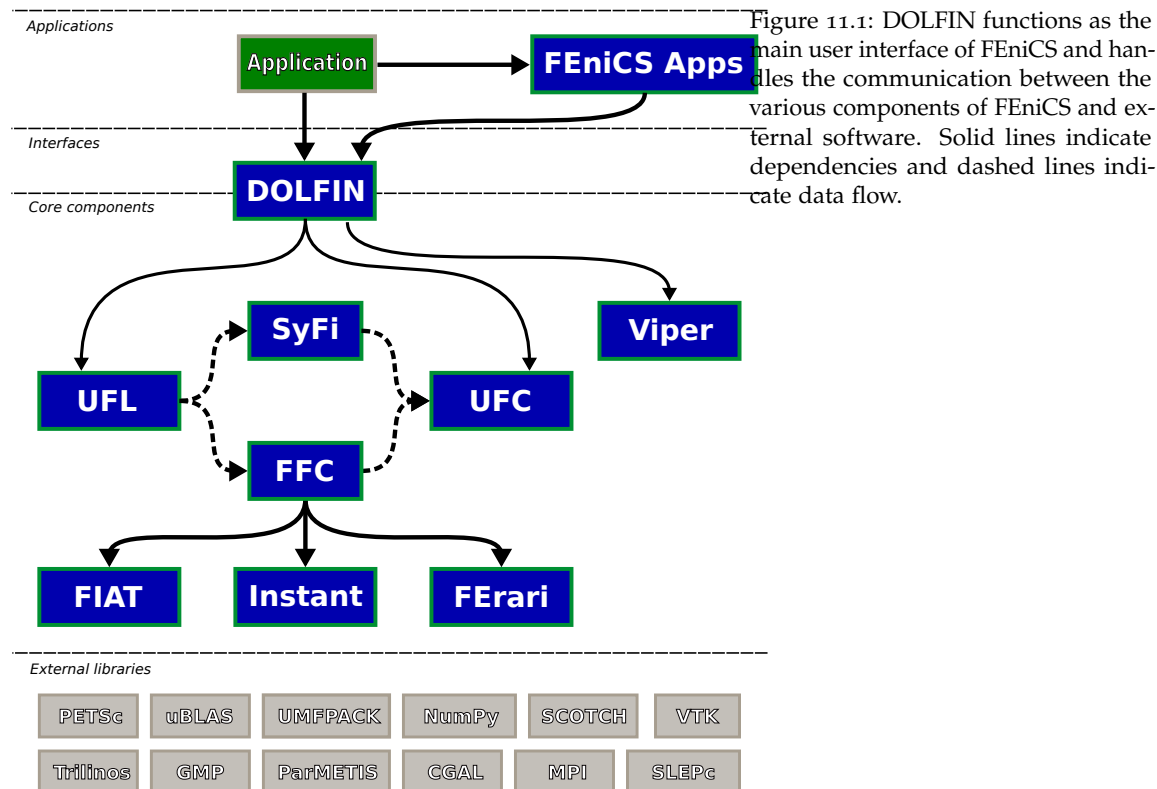 Applications
Application
FEniCS Apps
Interfaces
DOLFIN
Core components
SyFi
Viper
UFL
UFC
FFC
FIAT
Instant
FErari
External libraries
PETSc
uBLAS
UMFPACK
NumPy
SCOTCH
VTK
Trilinos
GMP
ParMETIS
CGAL
MPI
SLEPc
Figure 11.1: DOLFIN functions as the
main user interface of FEniCS and han-
dles the communication between the
various components of FEniCS and ex-
ternal software. Solid lines indicate
dependencies and dashed lines indi-
cate data flow.